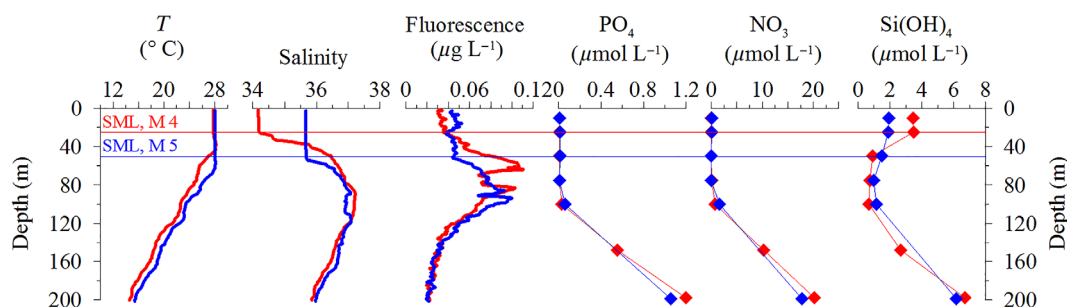 T
(° C)
Salinity
Fluorescence
(µg L⁻¹)
PO₄
(µmol L⁻¹)
NO₃
(µmol L⁻¹)
Si(OH)₄
(µmol L⁻¹)
12 16 20 24 28
34 36 38
0 0.06 0.12
0 0.4 0.8 1.2
0 10 20
0 2 4 6 8
Depth (m)
0
40
80
120
160
200
SML, M 4
SML, M 5
0
40
80
120
160
200
Depth (m)